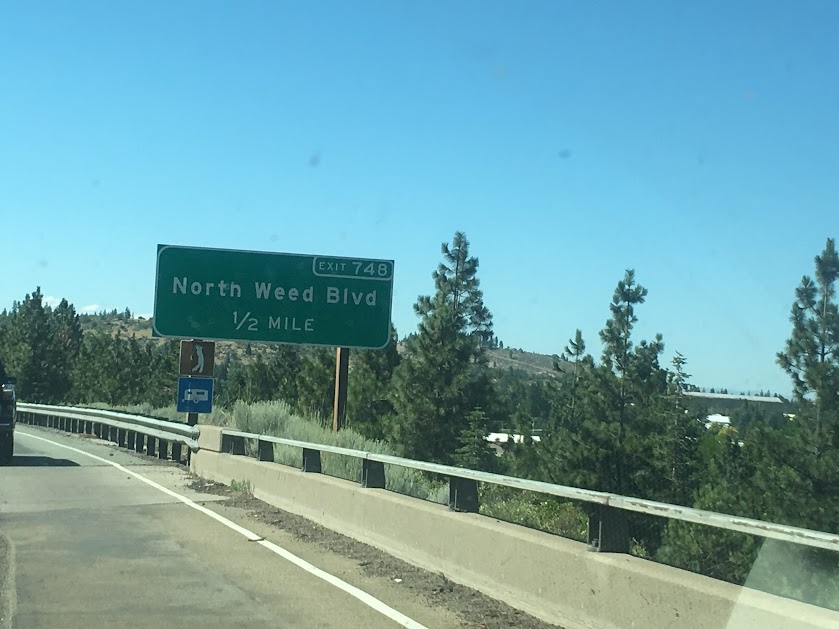 EXIT 748
North Weed Blvd
1/2 MILE